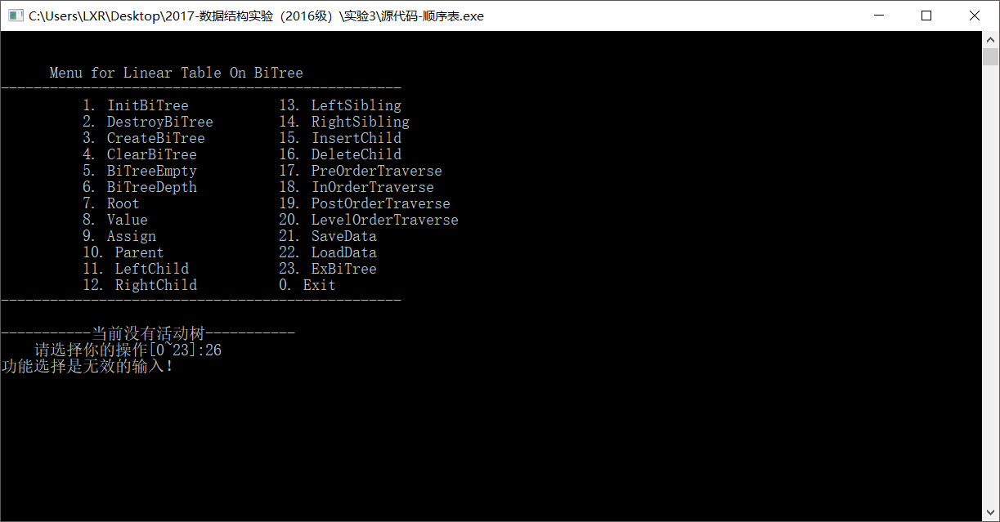 C:\Users\LXR\Desktop\2017-数据结构实验（2016级）\实验3\源代码-顺序表.exe
Menu for Linear Table On BiTree
-------------------------------------------------
1. InitBiTree 13. LeftSibling
2. DestroyBiTree 14. RightSibling
3. CreateBiTree 15. InsertChild
4. ClearBiTree 16. DeleteChild
5. BiTreeEmpty 17. PreOrderTraverse
6. BiTreeDepth 18. InOrderTraverse
7. Root 19. PostOrderTraverse
8. Value 20. LevelOrderTraverse
9. Assign 21. SaveData
10. Parent 22. LoadData
11. LeftChild 23. ExBiTree
12. RightChild 0. Exit
-------------------------------------------------
-----------当前没有活动树-----------
请选择你的操作[0~23]:26
功能选择是无效的输入!